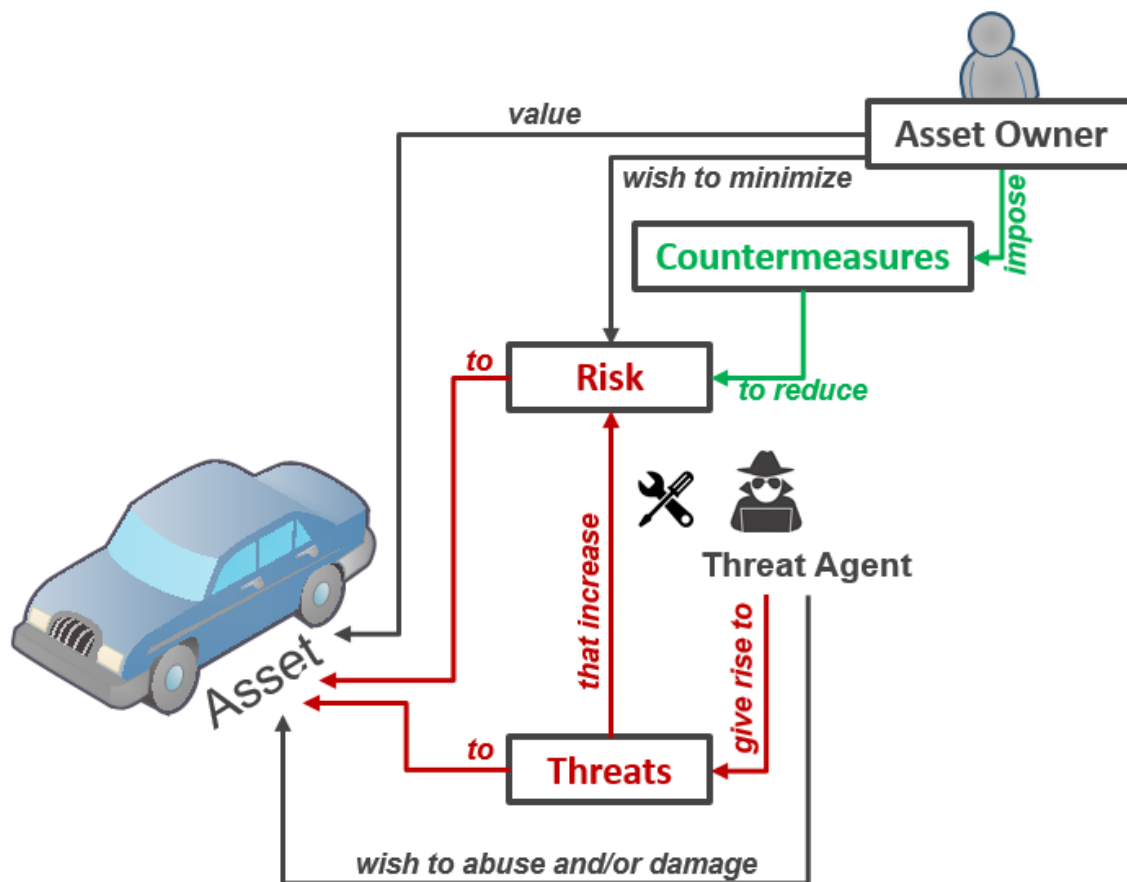 value
Asset Owner
wish to minimize
impose
Countermeasures
to
Risk
to reduce
that increase
Threat Agent
give rise to
Asset
to
Threats
wish to abuse and/or damage